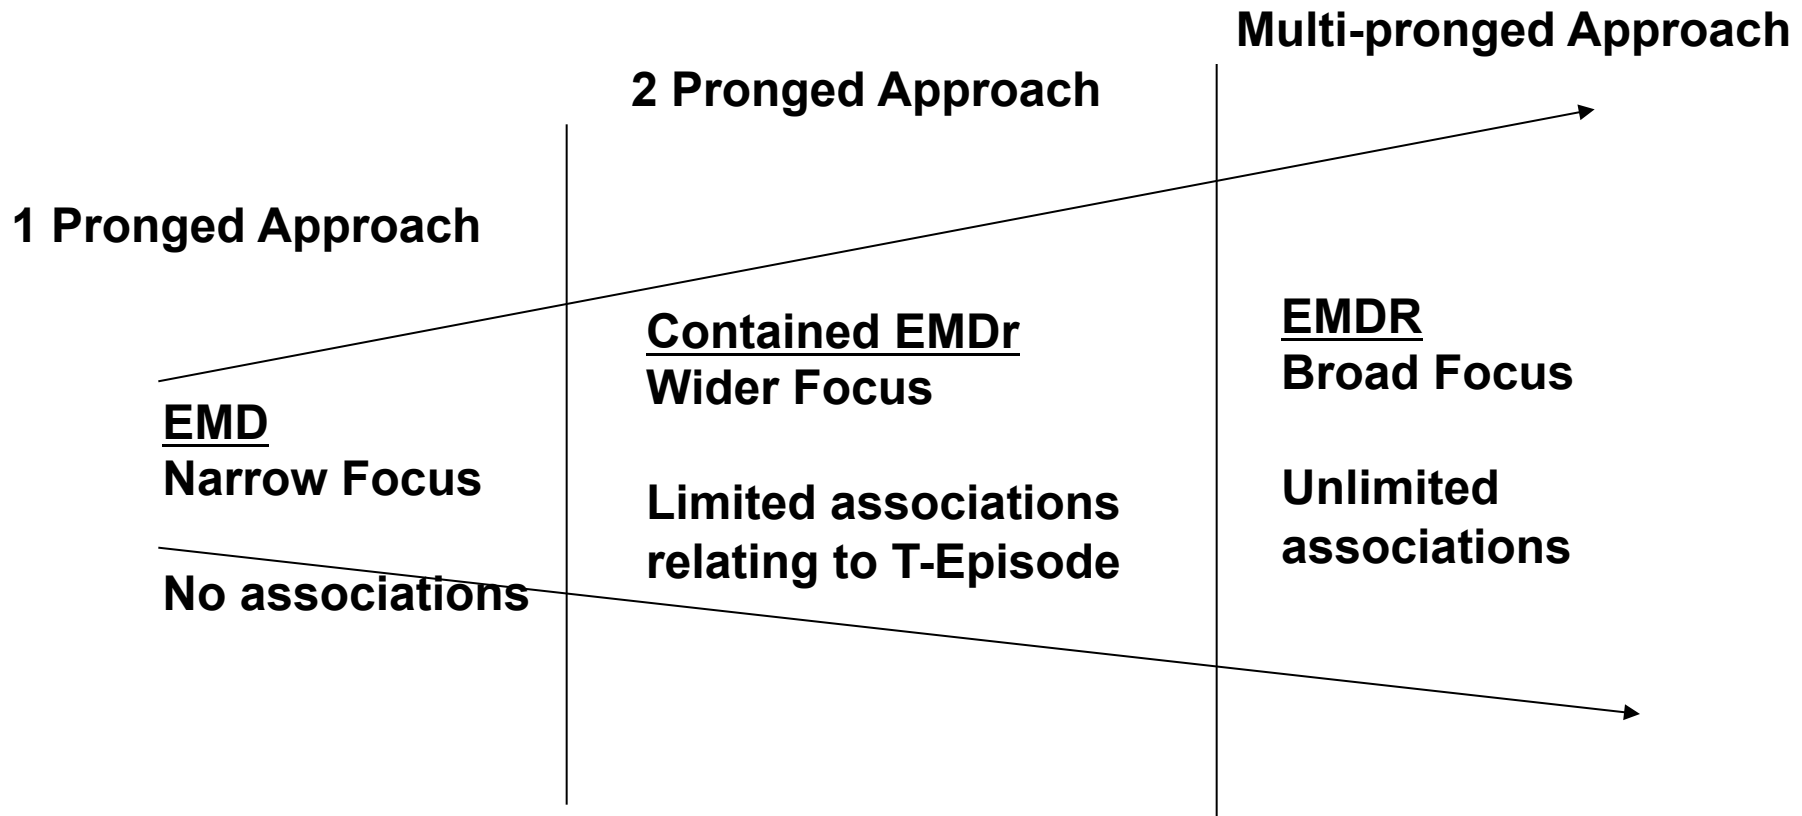 Multi-pronged Approach
2 Pronged Approach
1 Pronged Approach
EMD
Narrow Focus
No associations
Contained EMDr
Wider Focus
Limited associations
relating to T-Episode
EMDR
Broad Focus
Unlimited
associations